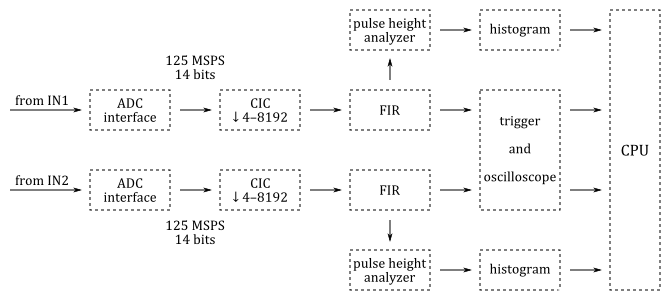 pulse height
analyzer
histogram
125 MSPS
14 bits
from IN1
ADC
interface
CIC
↓4–8192
FIR
trigger
and
oscilloscope
CPU
from IN2
ADC
interface
CIC
↓4–8192
FIR
125 MSPS
14 bits
pulse height
analyzer
histogram